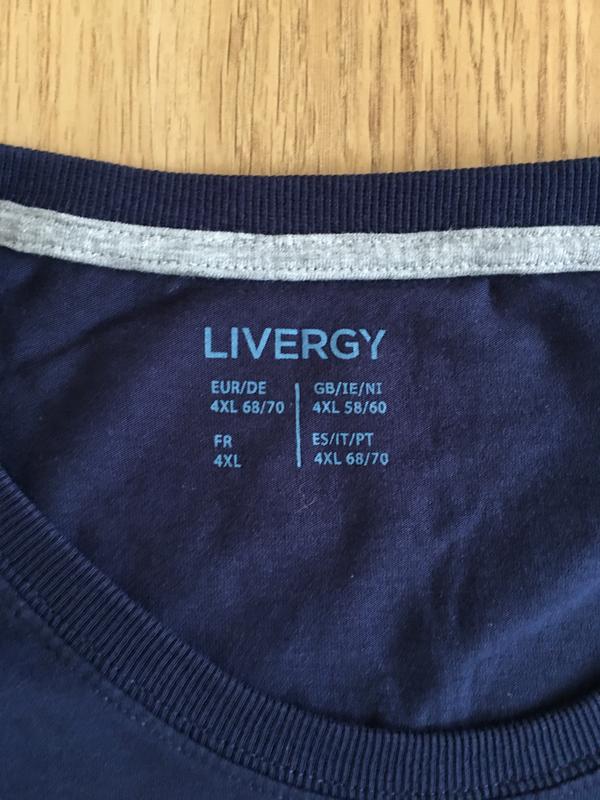 LIVERGY
EUR/DE
4XL 68/70
FR
4XL
GB/IE/NI
4XL 58/60
ES/IT/PT
4XL 68/70